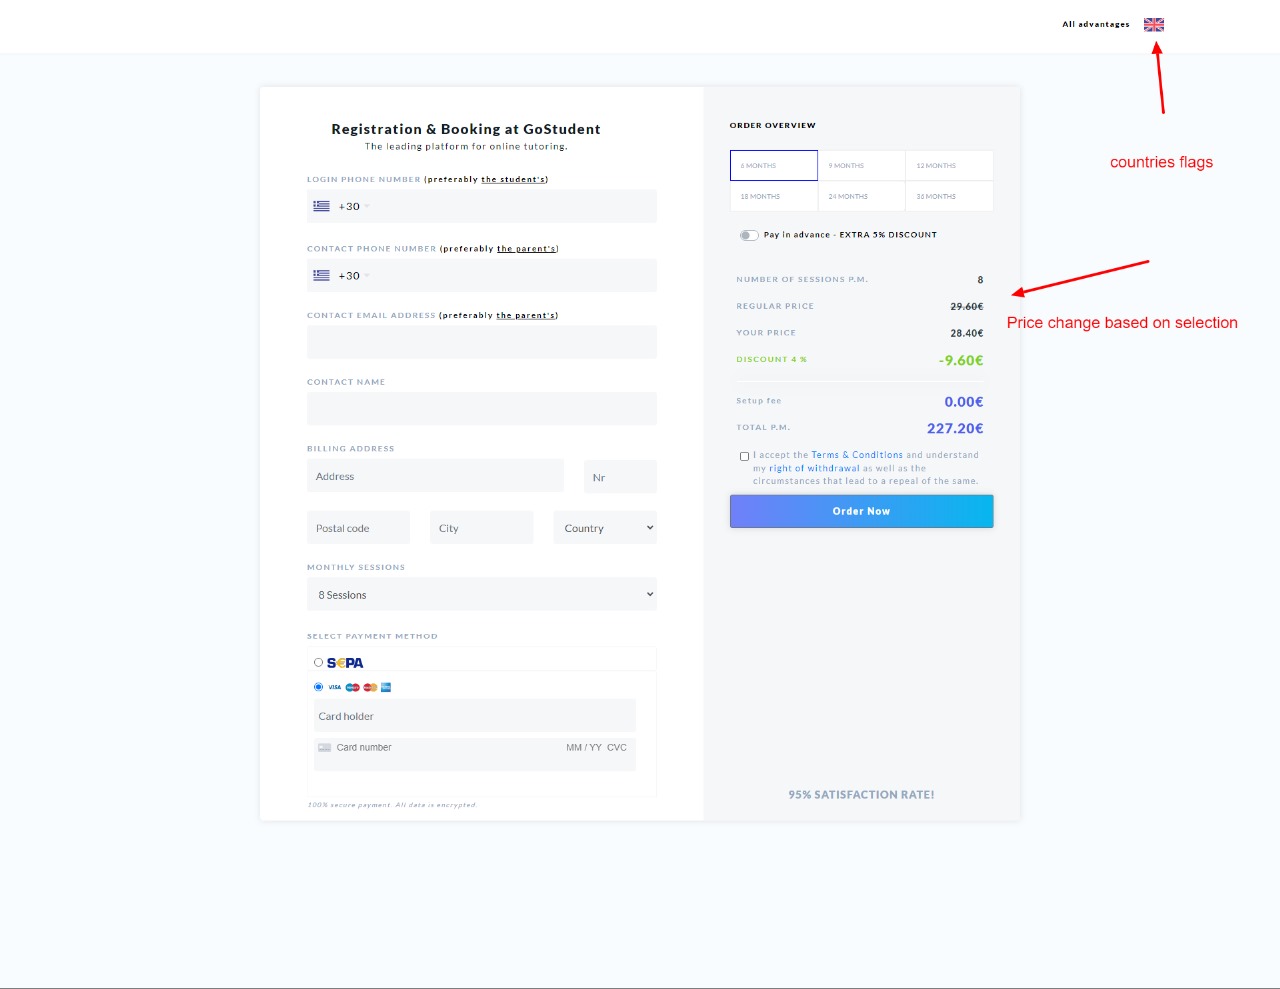 All advantages
countries flags
Registration & Booking at GoStudent
The leading platform for online tutoring.
LOGIN PHONE NUMBER (preferably the student's)
+30
CONTACT PHONE NUMBER (preferably the parent's)
+30
CONTACT EMAIL ADDRESS (preferably the parent's)
CONTACT NAME
BILLING ADDRESS
Address
Nr
Postal code
City
Country
MONTHLY SESSIONS
8 Sessions
SELECT PAYMENT METHOD
S€PA
VISA
Card holder
Card number MM / YY CVC
100% secure payment. All data is encrypted.
ORDER OVERVIEW
6 MONTHS 9 MONTHS 12 MONTHS
18 MONTHS 24 MONTHS 36 MONTHS
Pay in advance - EXTRA 5% DISCOUNT
NUMBER OF SESSIONS P.M. 8
REGULAR PRICE 29.60€
YOUR PRICE 28.40€
DISCOUNT 4 % -9.60€
Setup fee 0.00€
TOTAL P.M. 227.20€
I accept the Terms & Conditions and understand
my right of withdrawal as well as the
circumstances that lead to a repeal of the same.
Order Now
95% SATISFACTION RATE!
Price change based on selection